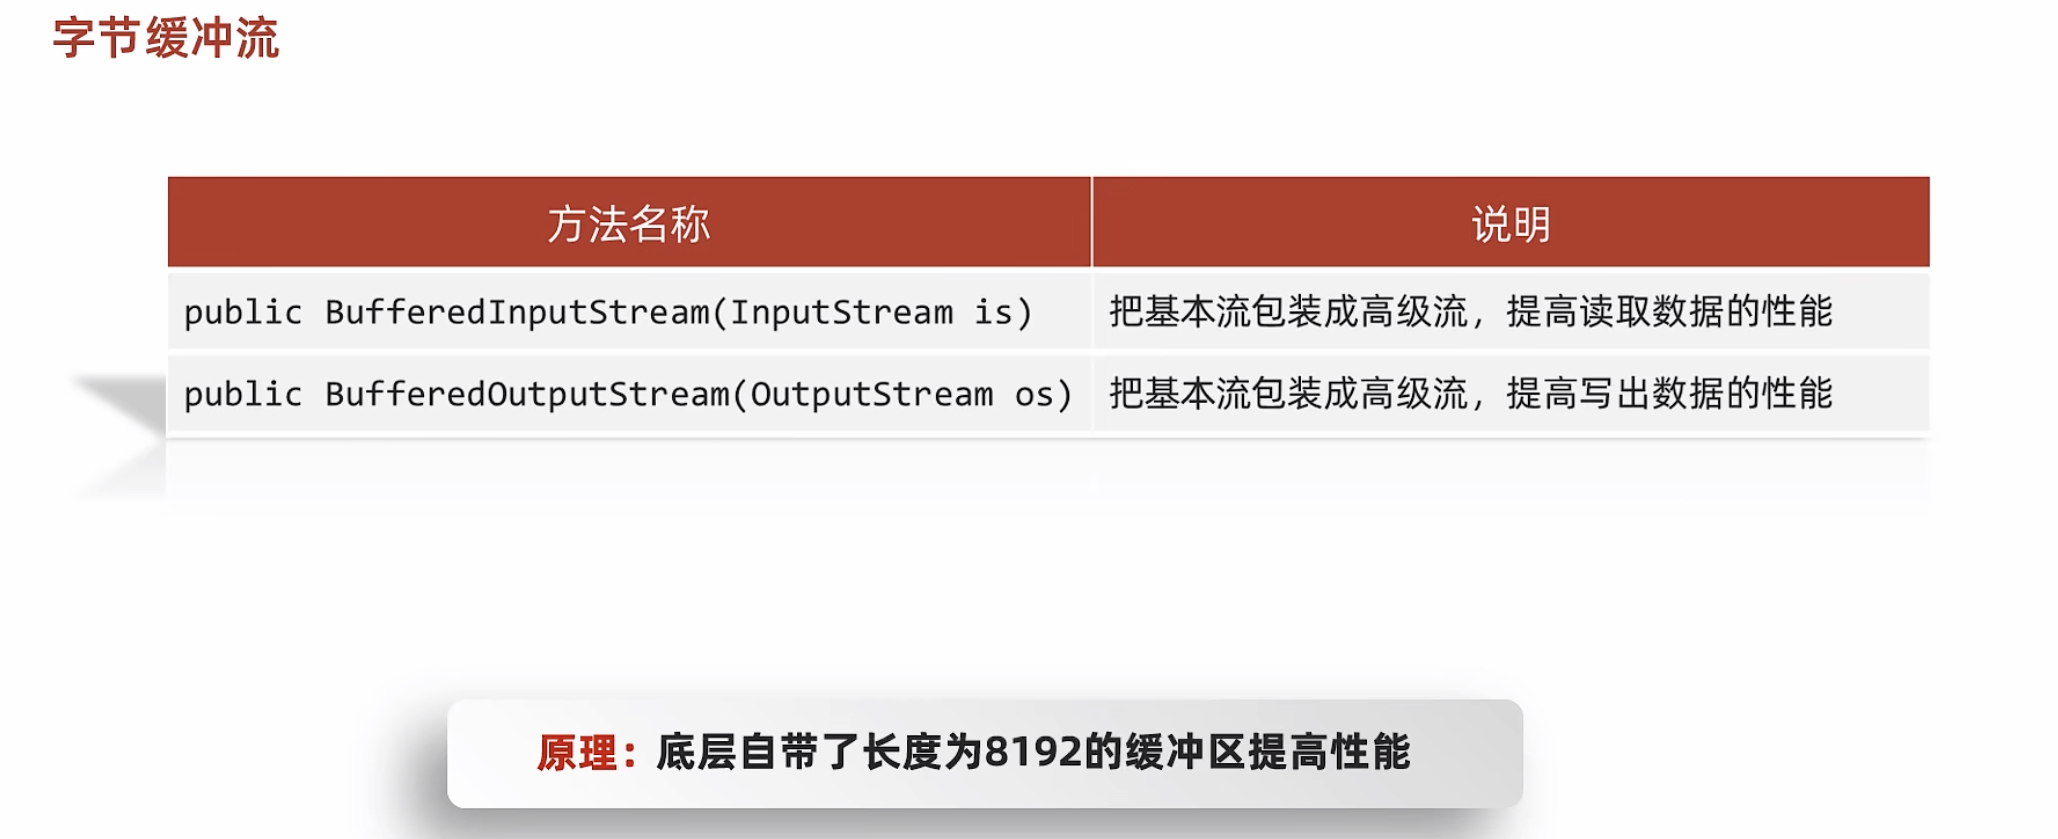 字节缓冲流
方法名称 说明
public BufferedInputStream(InputStream is) 把基本流包装成高级流，提高读取数据的性能
public BufferedOutputStream(OutputStream os) 把基本流包装成高级流，提高写出数据的性能
原理：底层自带了长度为8192的缓冲区提高性能